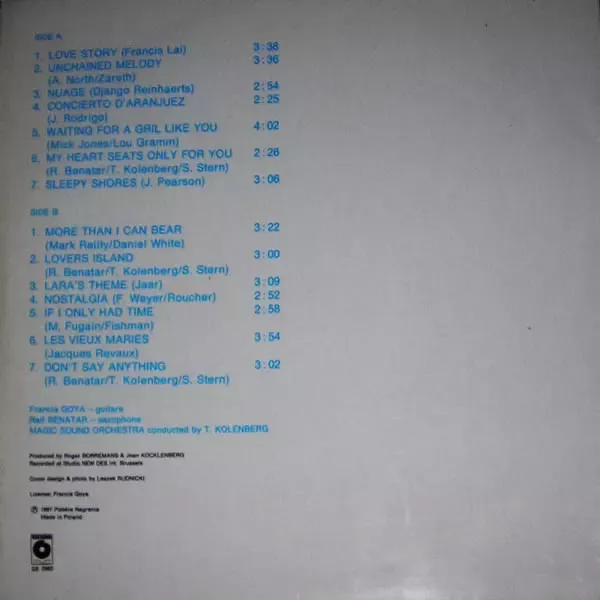 SIDE A
1. LOVE STORY (Francis Lai) 3:38
2. UNCHAINED MELODY 3:36
(A. North/Zareth)
3. NUAGE (Django Reinhaerts) 2:54
4. CONCIERTO D'ARANJUEZ 2:25
(J. Rodrigo)
5. WAITING FOR A GRIL LIKE YOU 4:02
(Mick Jones/Lou Gramm)
6. MY HEART SEATS ONLY FOR YOU 2:26
(R. Benatar/T. Kolenberg/S. Stern)
7. SLEEPY SHORES (J. Pearson) 3:06
SIDE B
1. MORE THAN I CAN BEAR 3:22
(Mark Reilly/Daniel White)
2. LOVERS ISLAND 3:00
(R. Benatar/T. Kolenberg/S. Stern)
3. LARA'S THEME (Jaar) 3:09
4. NOSTALGIA (F. Weyer/Roucher) 2:52
5. IF I ONLY HAD TIME 2:58
(M. Fugain/Fishman)
6. LES VIEUX MARIES 3:54
(Jacques Revaux)
7. DON'T SAY ANYTHING 3:02
(R. Benatar/T. Kolenberg/S. Stern)
Francis GOYA – guitare
Ralf BENATAR – saxophone
MAGIC SOUND ORCHESTRA conducted by T. KOLENBERG
Produced by Roger BORREMANS & Jean KOCKLENBERG
Recorded at Studio NEW DES Int. Brussels
Cover design & photo by Leszek RUDNICKI
License: Francis Goya
℗ 1987 Polskie Nagrania
Made in Poland